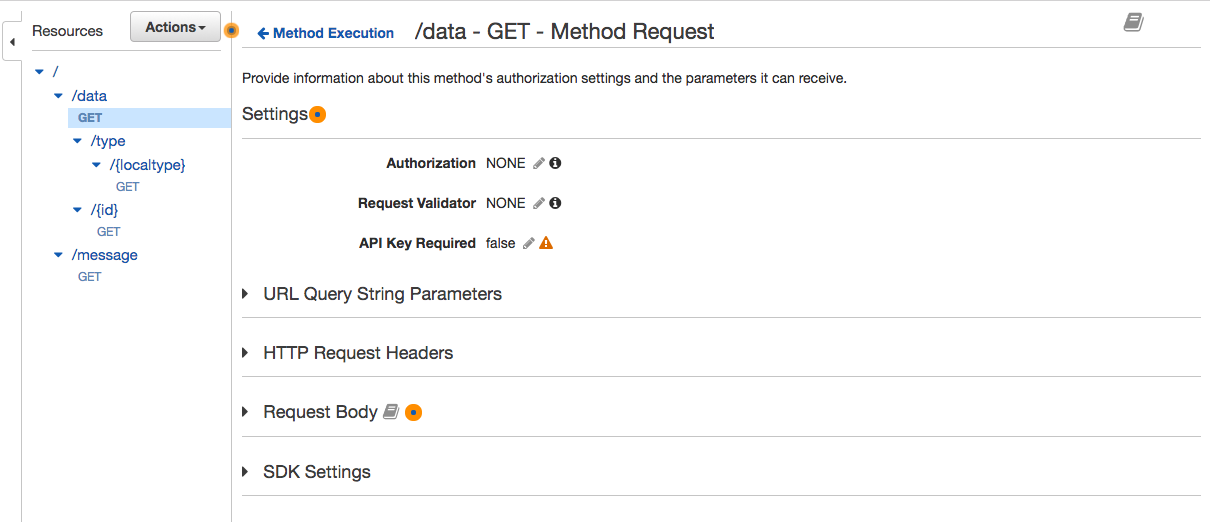 Resources
Actions
Method Execution /data - GET - Method Request
/
/data
GET
/type
/{localtype}
GET
/{id}
GET
/message
GET
Provide information about this method's authorization settings and the parameters it can receive.
Settings
Authorization NONE
Request Validator NONE
API Key Required false
URL Query String Parameters
HTTP Request Headers
Request Body
SDK Settings